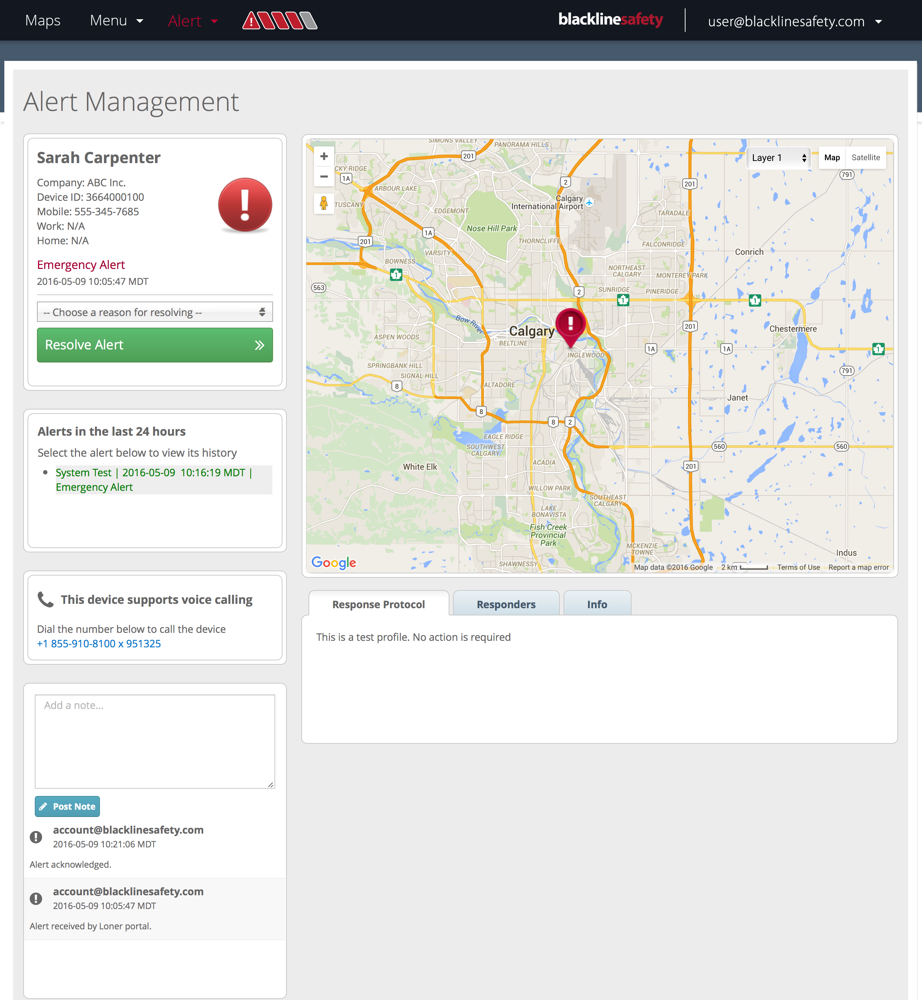 Maps
Menu
Alert
blacklinesafety
user@blacklinesafety.com
Alert Management
Sarah Carpenter
Company: ABC Inc.
Device ID: 3664000100
Mobile: 555-345-7685
Work: N/A
Home: N/A
Emergency Alert
2016-05-09 10:05:47 MDT
-- Choose a reason for resolving --
Resolve Alert
Alerts in the last 24 hours
Select the alert below to view its history
System Test | 2016-05-09 10:16:19 MDT |
Emergency Alert
This device supports voice calling
Dial the number below to call the device
+1 855-910-8100 x 951325
Add a note...
Post Note
account@blacklinesafety.com
2016-05-09 10:21:06 MDT
Alert acknowledged.
account@blacklinesafety.com
2016-05-09 10:05:47 MDT
Alert received by Loner portal.
SIMONS VALLEY
PANORAMA HILLS
Layer 1
Map
Satellite
201
791
CKY RIDGE
1A
2
201
ARBOUR LAKE
TUSCANY
Calgary
International Airport
EDGEMONT
TARADALE
Nose Hill Park
1A
201
THORNCLIFFE
FALCONRIDGE
VARSITY
Conrich
BOWNESS
1
NORTHEAST
CALGARY
MONTEREY PARK
563
2
SUNRIDGE
PINERIDGE
1
1
Bow River
Calgary
201
Chestermere
ASPEN WOODS
BELTLINE
1A
1A
1
INGLEWOOD
SPRINGBANK HILL
SIGNAL HILL
791
8
ALTADORE
Janet
8
8
2
EAGLE RIDGE
SOUTHWEST
CALGARY
560
560
White Elk
ACADIA
201
WILLOW PARK
SOUTHEAST
CALGARY
LAKE
BONAVISTA
Fish Creek
Provincial
Park
MCKENZIE
TOWNE
Indus
Google
SHAWNESSY
Map data ©2016 Google
2 km
Terms of Use
Report a map error
Response Protocol
Responders
Info
This is a test profile. No action is required